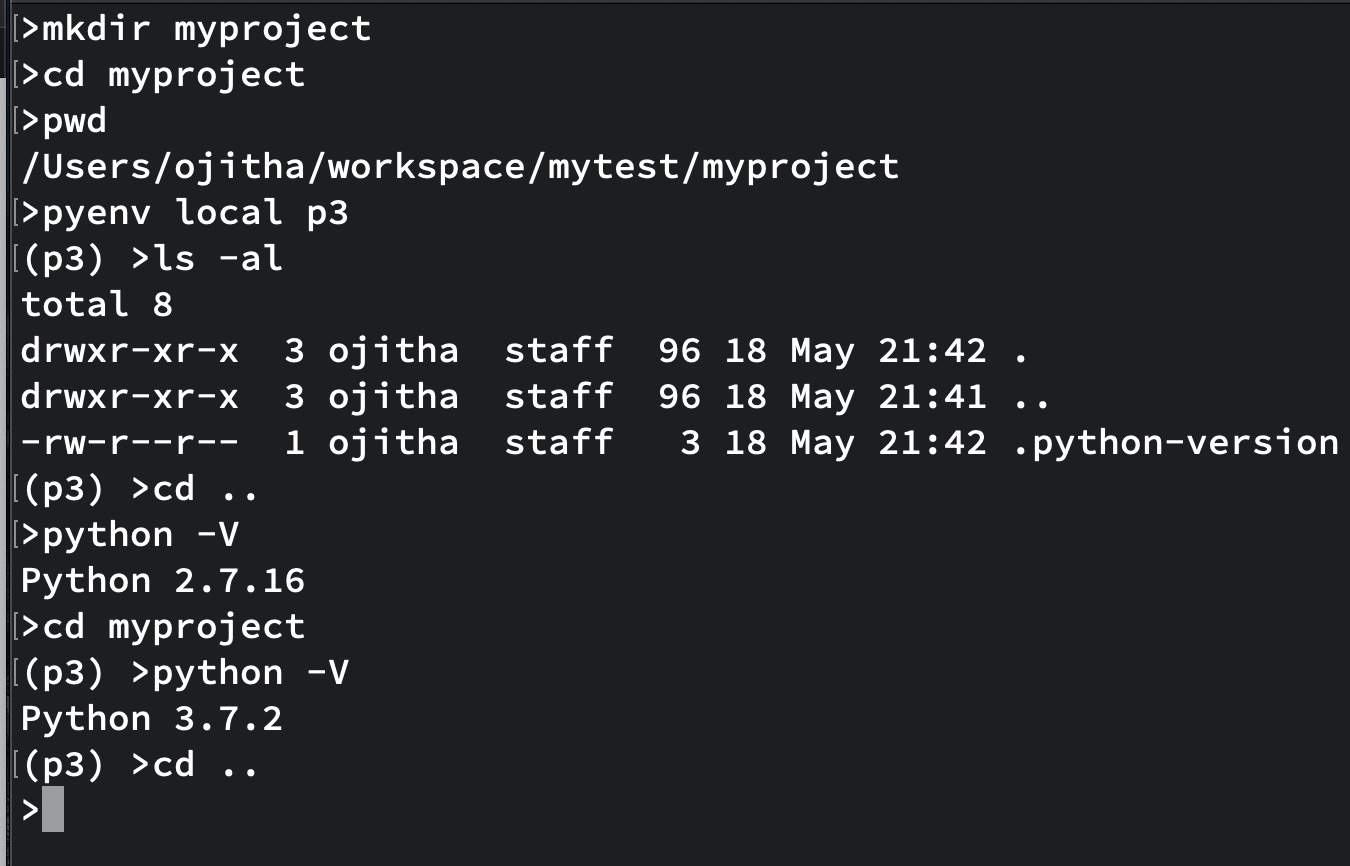 [>mkdir myproject
[>cd myproject
[>pwd
/Users/ojitha/workspace/mytest/myproject
[>pyenv local p3
[(p3) >ls -al
total 8
drwxr-xr-x  3 ojitha  staff  96 18 May 21:42 .
drwxr-xr-x  3 ojitha  staff  96 18 May 21:41 ..
-rw-r--r--  1 ojitha  staff   3 18 May 21:42 .python-version
[(p3) >cd ..
[>python -V
Python 2.7.16
[>cd myproject
[(p3) >python -V
Python 3.7.2
[(p3) >cd ..
>